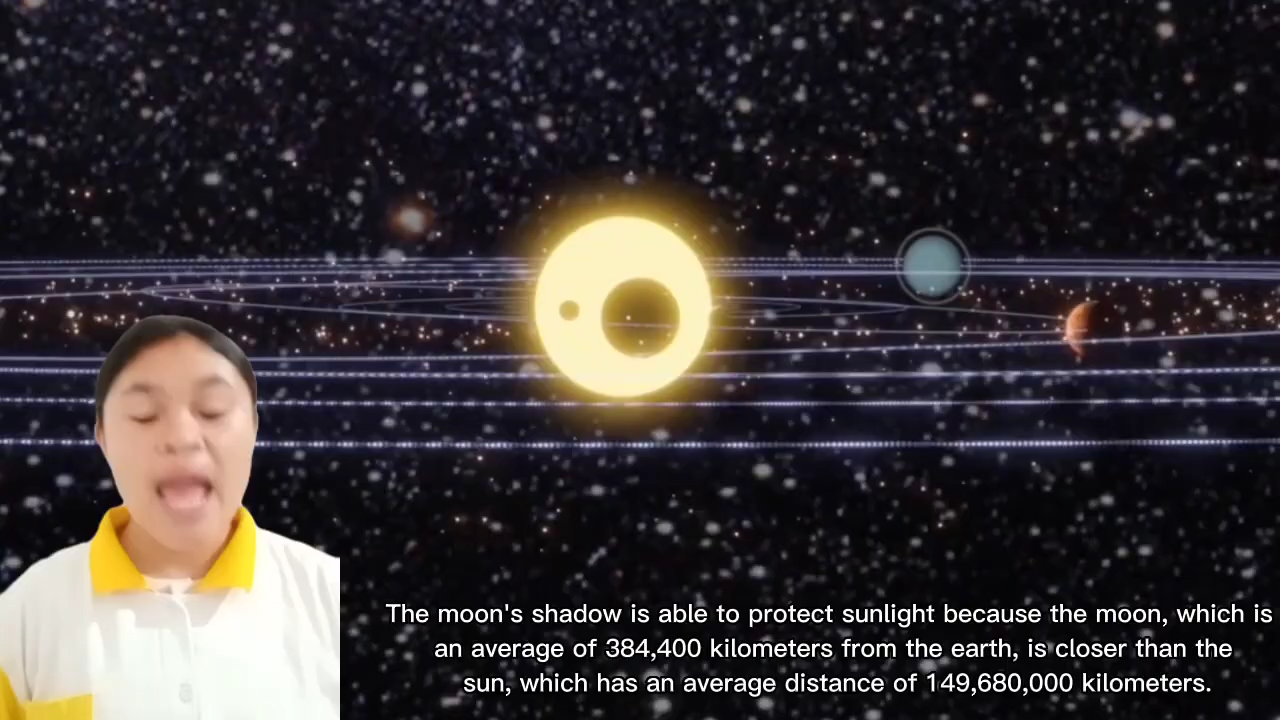 The moon's shadow is able to protect sunlight because the moon, which is
an average of 384,400 kilometers from the earth, is closer than the
sun, which has an average distance of 149,680,000 kilometers.